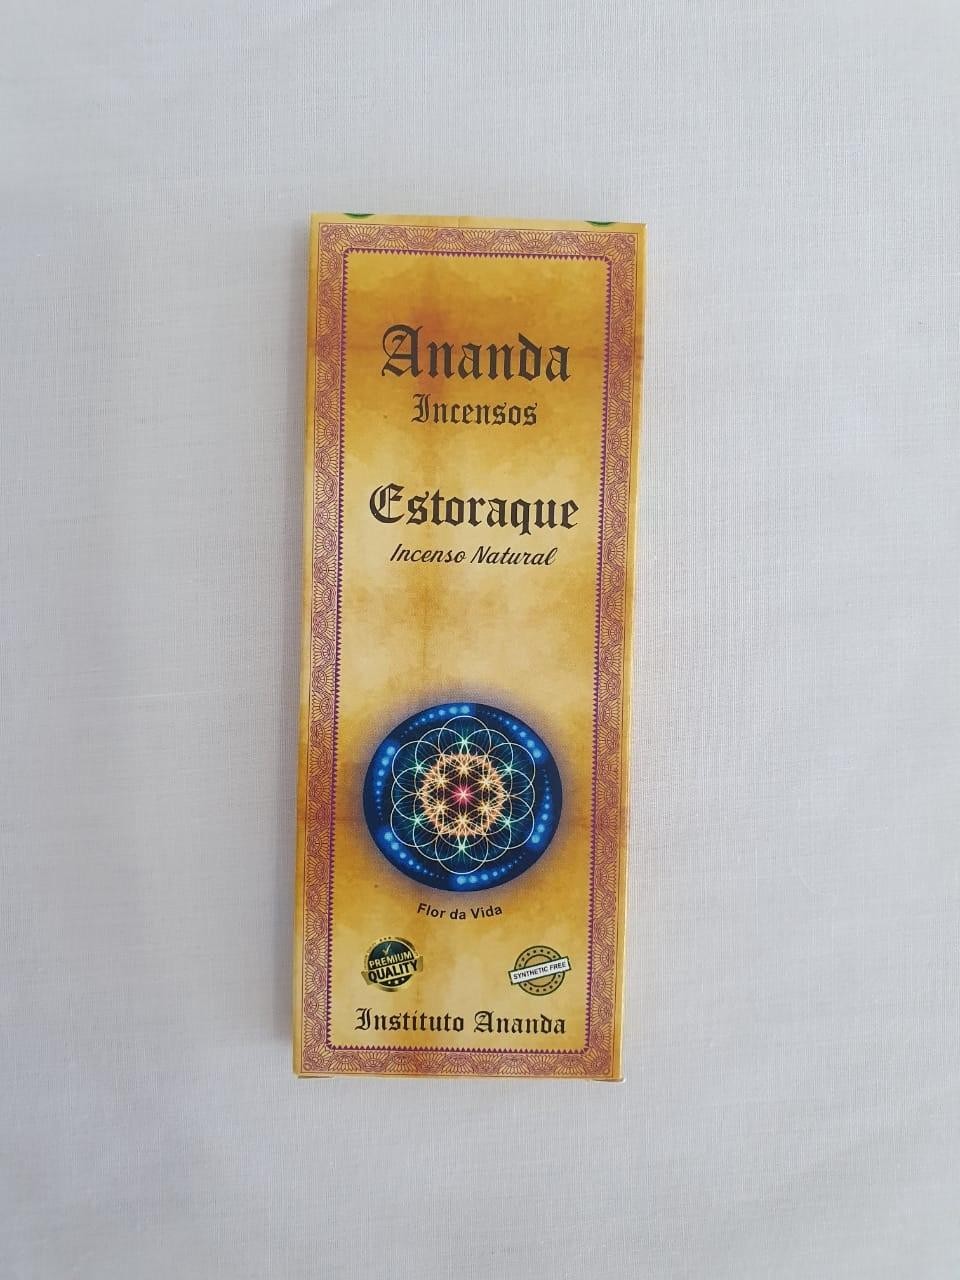 Ananda
Incensos
Estoraque
Incenso Natural
Flor da Vida
PREMIUM
QUALITY
SYNTHETIC FREE
Instituto Ananda